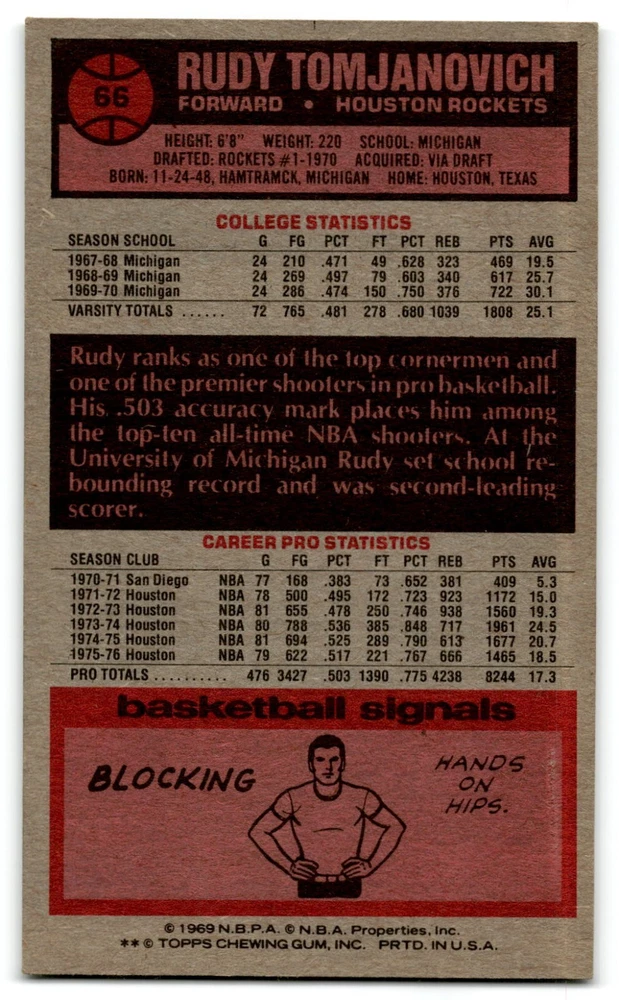 66
RUDY TOMJANOVICH
FORWARD • HOUSTON ROCKETS
HEIGHT: 6'8" WEIGHT: 220 SCHOOL: MICHIGAN
DRAFTED: ROCKETS #1-1970 ACQUIRED: VIA DRAFT
BORN: 11-24-48, HAMTRAMCK, MICHIGAN HOME: HOUSTON, TEXAS
COLLEGE STATISTICS
SEASON SCHOOL G FG PCT FT PCT REB PTS AVG
1967-68 Michigan 24 210 .471 49 .628 323 469 19.5
1968-69 Michigan 24 269 .497 79 .603 340 617 25.7
1969-70 Michigan 24 286 .474 150 .750 376 722 30.1
VARSITY TOTALS ...... 72 765 .481 278 .680 1039 1808 25.1
Rudy ranks as one of the top cornermen and
one of the premier shooters in pro basketball.
His .503 accuracy mark places him among
the top-ten all-time NBA shooters. At the
University of Michigan Rudy set school re-
bounding record and was second-leading
scorer.
CAREER PRO STATISTICS
SEASON CLUB G FG PCT FT PCT REB PTS AVG
1970-71 San Diego NBA 77 168 .383 73 .652 381 409 5.3
1971-72 Houston NBA 78 500 .495 172 .723 923 1172 15.0
1972-73 Houston NBA 81 655 .478 250 .746 938 1560 19.3
1973-74 Houston NBA 80 788 .536 385 .848 717 1961 24.5
1974-75 Houston NBA 81 694 .525 289 .790 613 1677 20.7
1975-76 Houston NBA 79 622 .517 221 .767 666 1465 18.5
PRO TOTALS .......... 476 3427 .503 1390 .775 4238 8244 17.3
basketball signals
BLOCKING
HANDS
ON
HIPS.
© 1969 N.B.P.A. © N.B.A. Properties, Inc.
** © TOPPS CHEWING GUM, INC. PRTD. IN U.S.A.